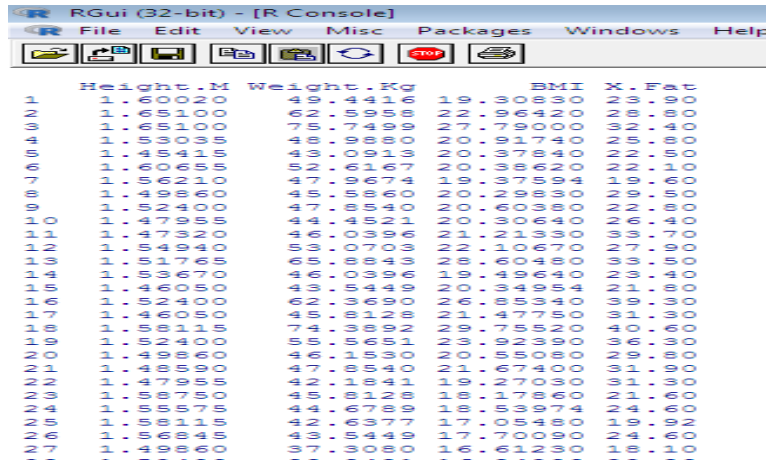 RGui (32-bit) - [R Console]
File Edit View Misc Packages Windows Help
STOP
Height.M Weight.Kg BMI X.Fat
1 1.60020 49.4416 19.30830 23.90
2 1.65100 62.5958 22.96420 28.80
3 1.65100 75.7499 27.79000 32.40
4 1.53035 48.9880 20.91740 25.80
5 1.45415 43.0913 20.37840 22.50
6 1.60655 52.6167 20.38620 22.10
7 1.56210 47.9674 19.37594 19.60
8 1.49860 45.5860 20.29830 29.50
9 1.52400 47.8540 20.60380 22.80
10 1.47955 44.4521 20.30640 26.40
11 1.47320 46.0396 21.21330 33.70
12 1.54940 53.0703 22.10670 27.90
13 1.51765 65.8843 28.60480 33.50
14 1.53670 46.0396 19.49640 23.40
15 1.46050 43.5449 20.34954 21.80
16 1.52400 62.3690 26.85340 39.30
17 1.46050 45.8128 21.47750 31.30
18 1.58115 74.3892 29.75520 40.60
19 1.52400 55.5651 23.92390 36.30
20 1.49860 46.1530 20.55080 29.80
21 1.48590 47.8540 21.67400 31.90
22 1.47955 42.1841 19.27030 31.30
23 1.58750 45.8128 18.17860 21.60
24 1.55575 44.6789 18.53974 24.60
25 1.58115 42.6377 17.05480 19.92
26 1.56845 43.5449 17.70090 24.60
27 1.49860 37.3080 16.61230 18.10